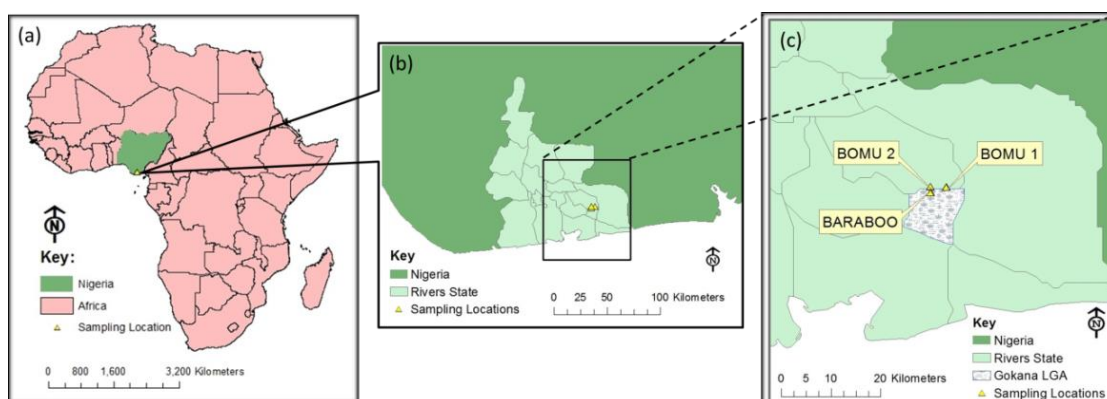 (a)
N
Key:
Nigeria
Africa
Sampling Location
0 800 1,600 3,200 Kilometers
(b)
Key
Nigeria
Rivers State
Sampling Locations
N
0 25 50 100 Kilometers
(c)
BOMU 2
BOMU 1
BARABOO
Key
N
Nigeria
Rivers State
Gokana LGA
Sampling Locations
0 5 10 20 Kilometers